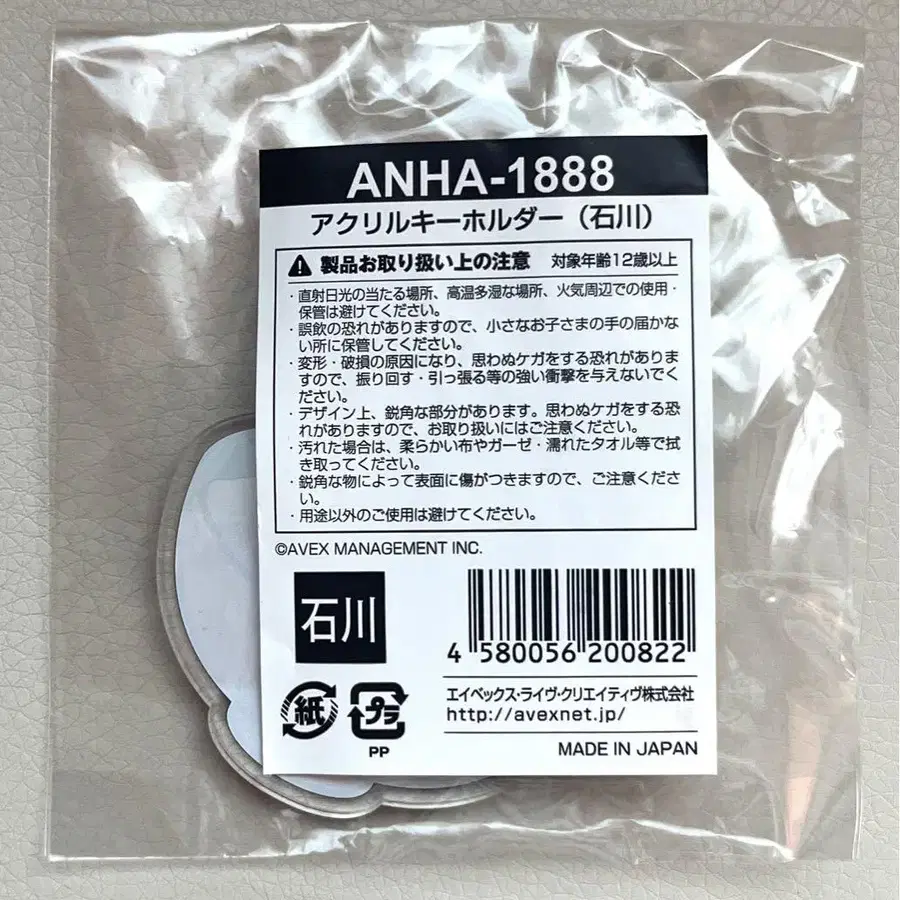 ANHA-1888
アクリルキーホルダー（石川）
製品お取り扱い上の注意 対象年齢12歳以上
・直射日光の当たる場所、高温多湿な場所、火気周辺での使用・
保管は避けてください。
・誤飲の恐れがありますので、小さなお子さまの手の届かな
い所に保管してください。
・変形・破損の原因になり、思わぬケガをする恐れがありま
すので、振り回す・引っ張る等の強い衝撃を与えないでく
ださい。
・デザイン上、鋭角な部分があります。思わぬケガをする恐
れがありますので、お取り扱いにはご注意ください。
・汚れた場合は、柔らかい布やガーゼ・濡れたタオル等で拭
き取ってください。
・鋭角な物によって表面に傷がつきますので、ご注意くださ
い。
・用途以外のご使用は避けてください。
©AVEX MANAGEMENT INC.
石川
4 580056 200822
紙 プラ
PP
エイベックス・ライヴ・クリエイティヴ株式会社
http://avexnet.jp/
MADE IN JAPAN